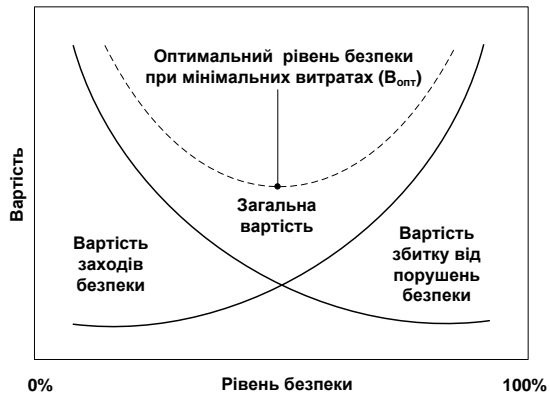 Оптимальний рівень безпеки
при мінімальних витратах (Вопт)
Вартість
Загальна
вартість
Вартість
заходів
безпеки
Вартість
збитку від
порушень
безпеки
0%
Рівень безпеки
100%